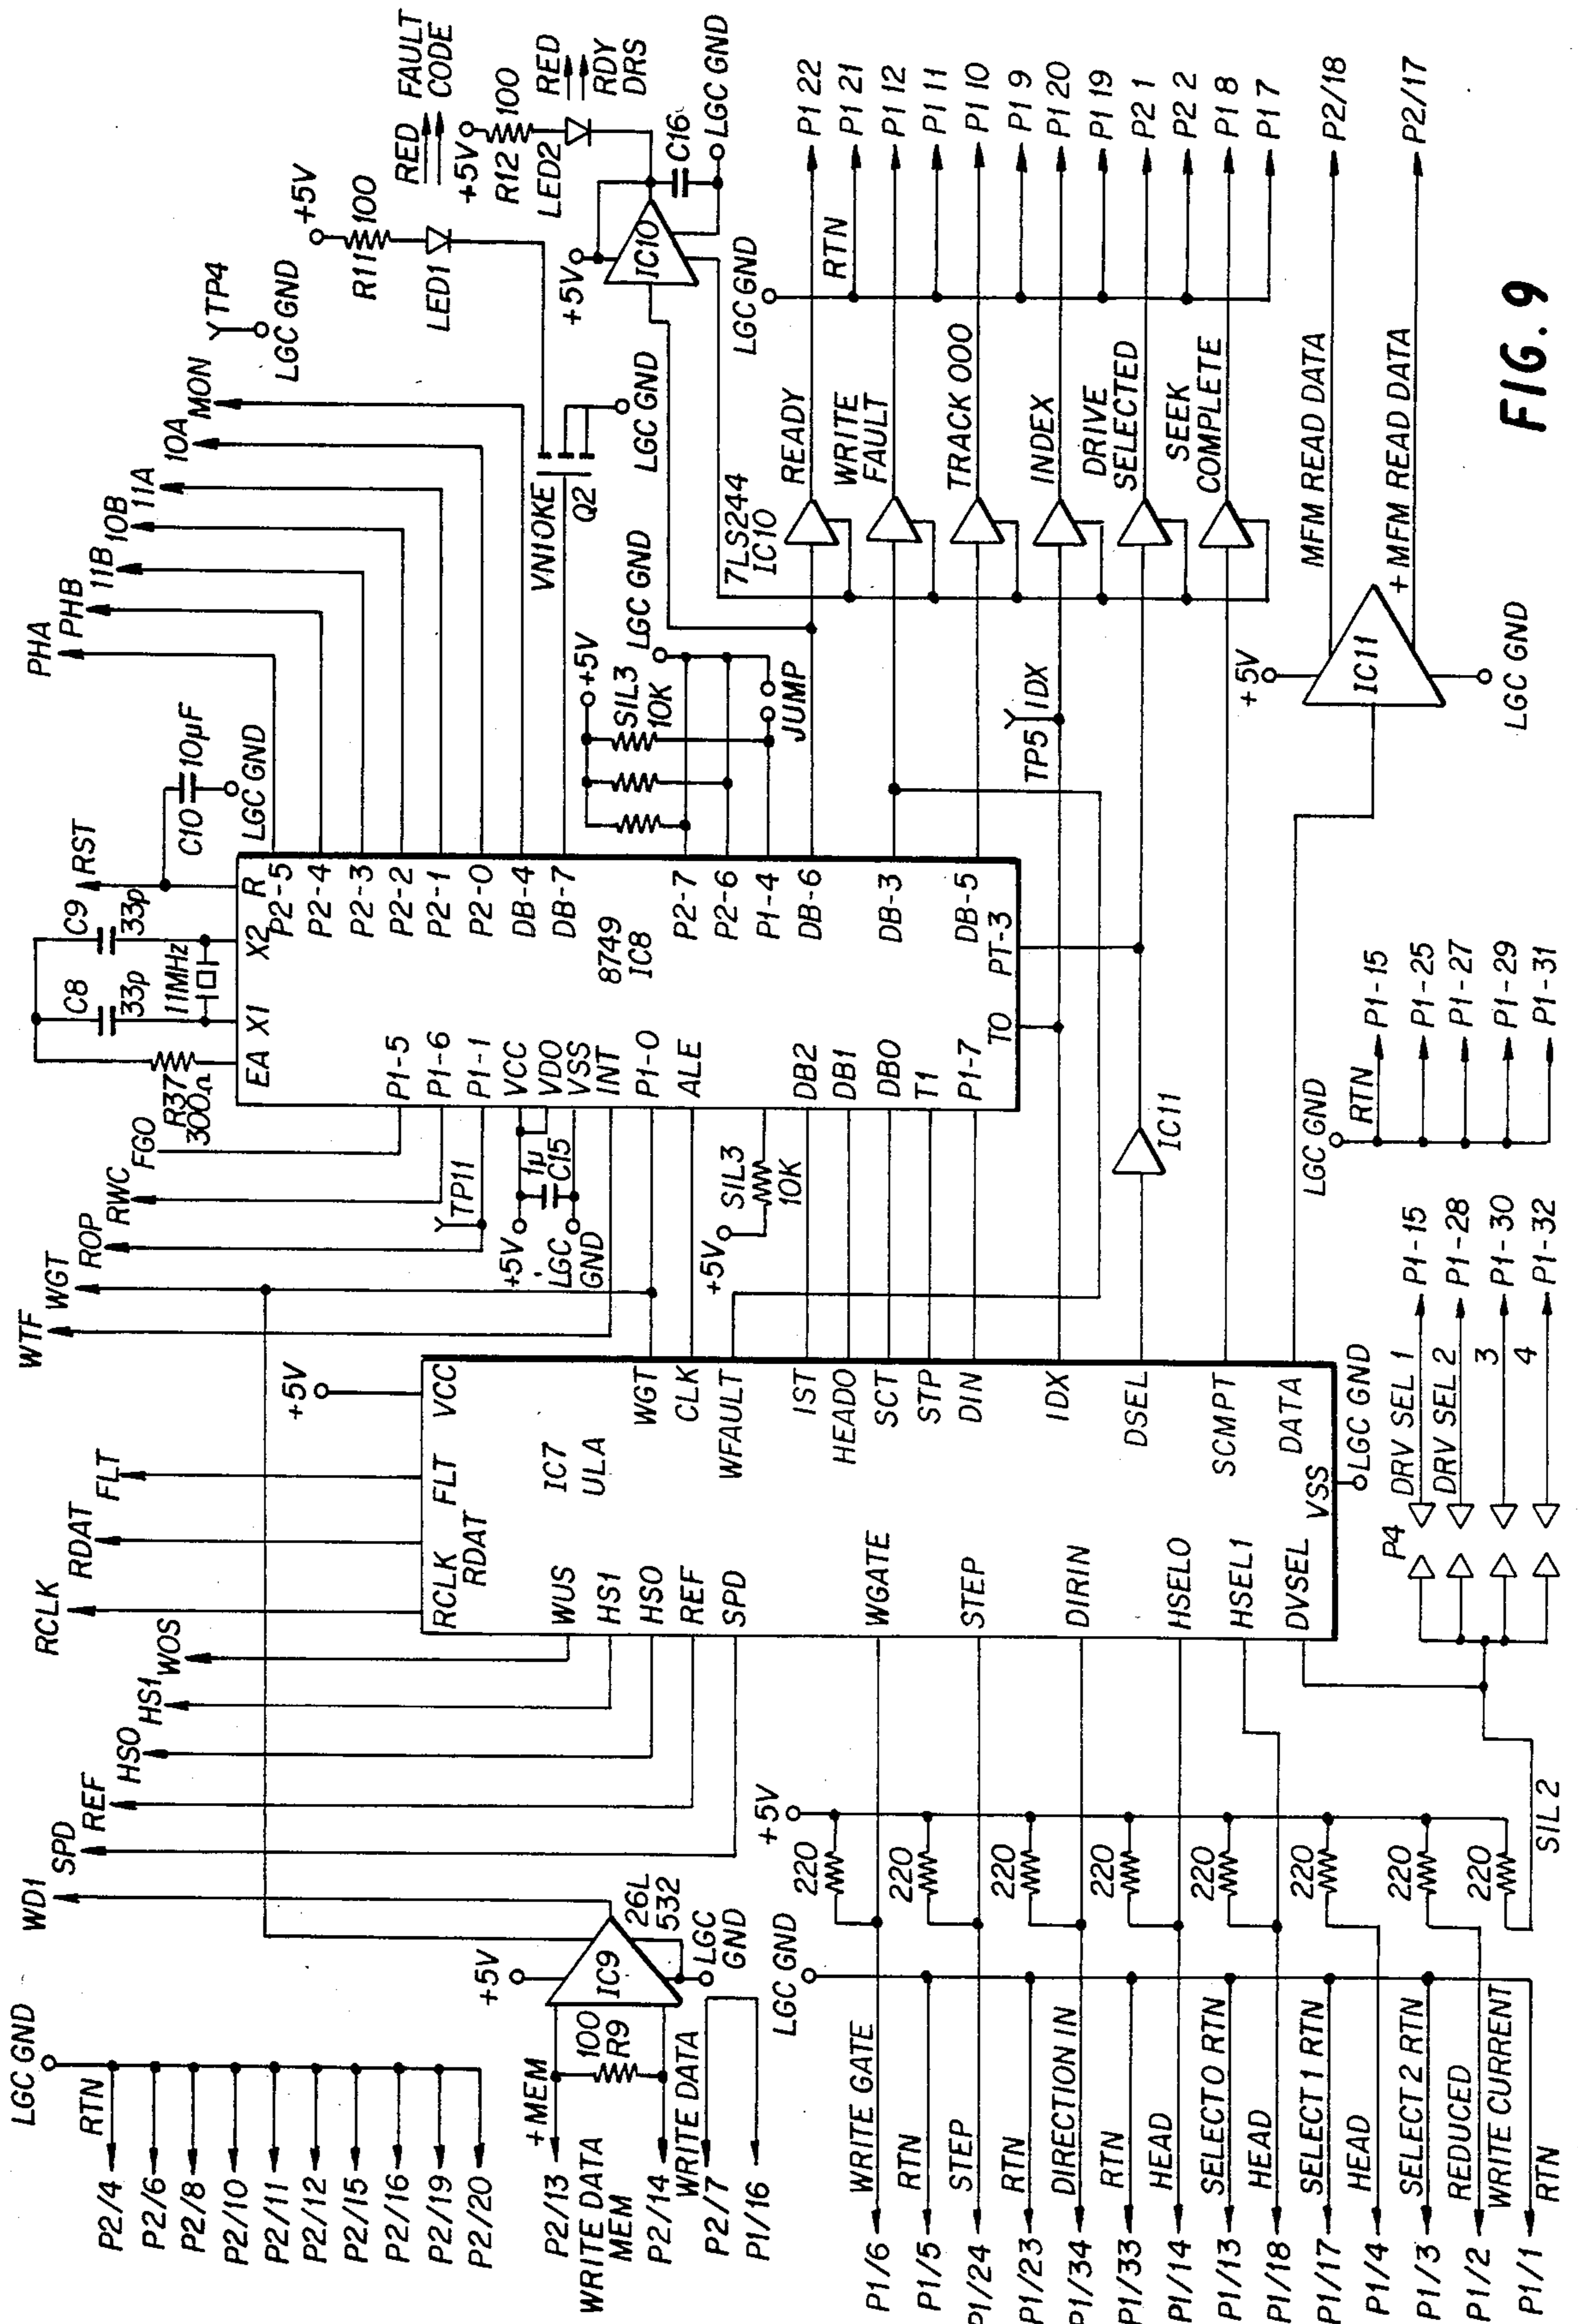 LGC GND
RTN
P2/4
P2/6
P2/8
P2/10
P2/11
P2/12
P2/15
P2/16
P2/19
P2/20
+MEM
P2/13
WRITE DATA
MEM
P2/14
WRITE DATA
P2/7
P1/16
100
R9
+5V
IC9
26L
532
LGC
GND
WD1
SPD
REF
HS0
HS1
WOS
RCLK
RDAT
FLT
+5V
WTF
WGT
ROP
RWC
FGO
TP11
LGC GND
WRITE GATE
P1/6
RTN
P1/5
STEP
P1/24
RTN
P1/23
DIRECTION IN
P1/34
RTN
P1/33
HEAD
P1/14
SELECT0 RTN
P1/13
HEAD
P1/18
SELECT 1 RTN
P1/17
HEAD
P1/4
SELECT 2 RTN
P1/3
REDUCED
WRITE CURRENT
P1/2
RTN
P1/1
+5V
220
220
220
220
220
220
220
220
SIL 2
RCLK
RDAT
FLT
VCC
IC7
ULA
WUS
HS1
HS0
REF
SPD
WGATE
STEP
DIRIN
HSEL0
HSEL1
DVSEL
VSS
WGT
CLK
WFAULT
IST
HEADO
SCT
STP
DIN
IDX
DSEL
SCMPT
DATA
LGC GND
P4
DRV SEL 1
P1-15
DRV SEL 2
P1-28
3
P1-30
4
P1-32
LGC GND
RTN
P1-15
P1-25
P1-27
P1-29
P1-31
R37
300Ω
C8
33p
11MHz
C9
33p
RST
C10
10µF
LGC GND
EA
X1
X2
R
P1-5
P1-6
P1-1
VCC
VDO
VSS
INT
P1-0
ALE
DB2
DB1
DB0
T1
P1-7
TO
PT-3
8749
IC8
P2-5
P2-4
P2-3
P2-2
P2-1
P2-0
DB-4
DB-7
P2-7
P2-6
P1-4
DB-6
DB-3
DB-5
+5V
1µ
C15
LGC
GND
+5V
SIL3
10K
IC11
PHA
PHB
11B
10B
11A
10A
MON
TP4
LGC GND
VN10KE
Q2
LGC GND
+5V
SIL3
10K
LGC GND
JUMP
TP5
IDX
+5V
R11
100
LED1
RED FAULT
CODE
+5V
R12
100
LED2
RED
RDY
DRS
+5V
IC10
C16
LGC GND
7LS244
IC10
LGC GND
RTN
READY
WRITE
FAULT
TRACK 000
INDEX
DRIVE
SELECTED
SEEK
COMPLETE
P1 22
P1 21
P1 12
P1 11
P1 10
P1 9
P1 20
P1 19
P2 1
P2 2
P1 8
P1 7
+5V
IC11
LGC GND
MFM READ DATA
P2/18
+MFM READ DATA
P2/17
FIG. 9